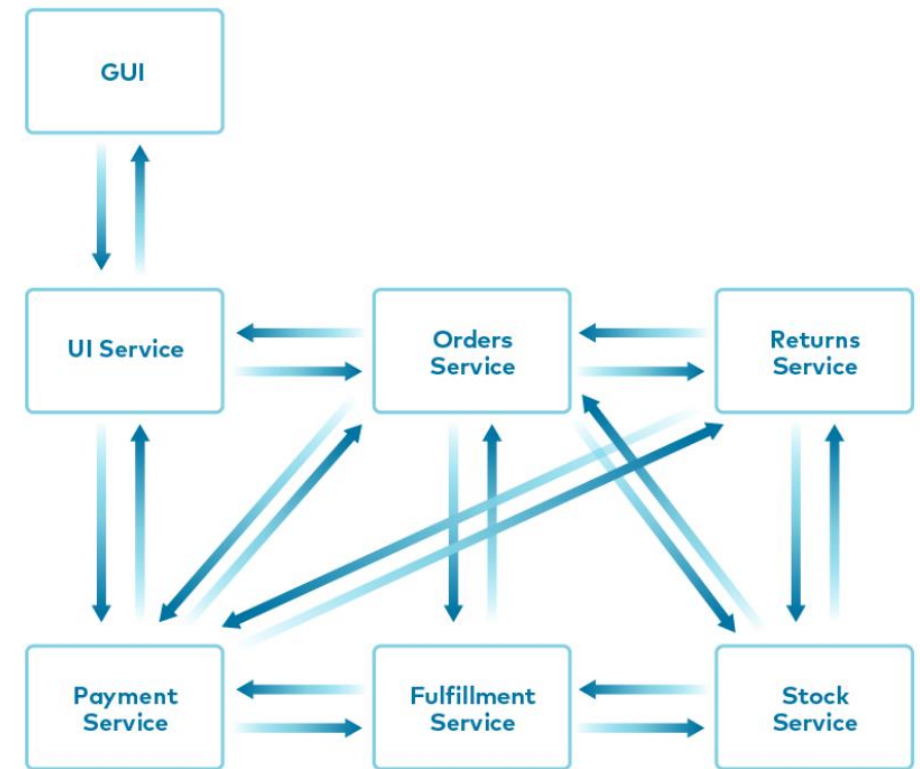 GUI
UI Service
Orders
Service
Returns
Service
Payment
Service
Fulfillment
Service
Stock
Service